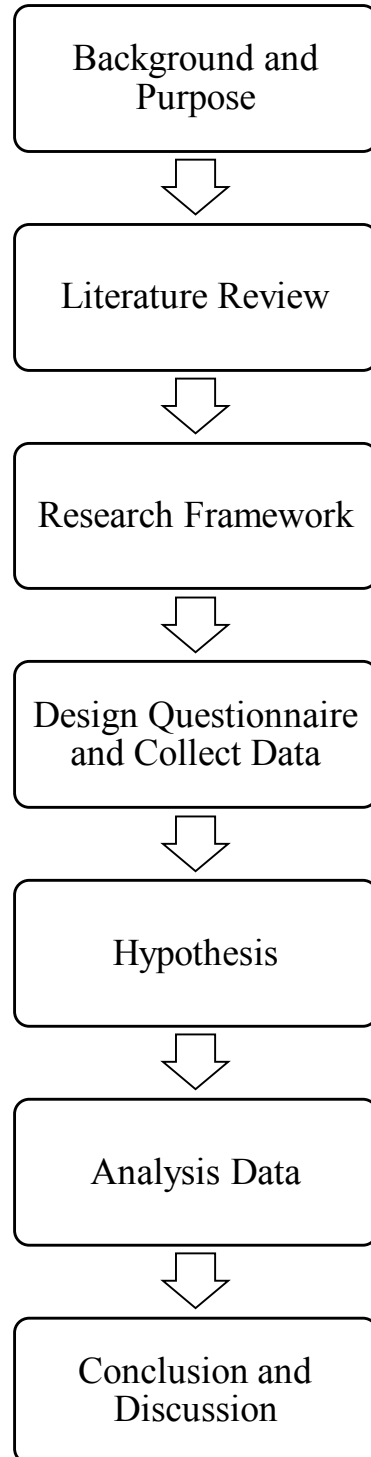 Background and
Purpose
Literature Review
Research Framework
Design Questionnaire
and Collect Data
Hypothesis
Analysis Data
Conclusion and
Discussion